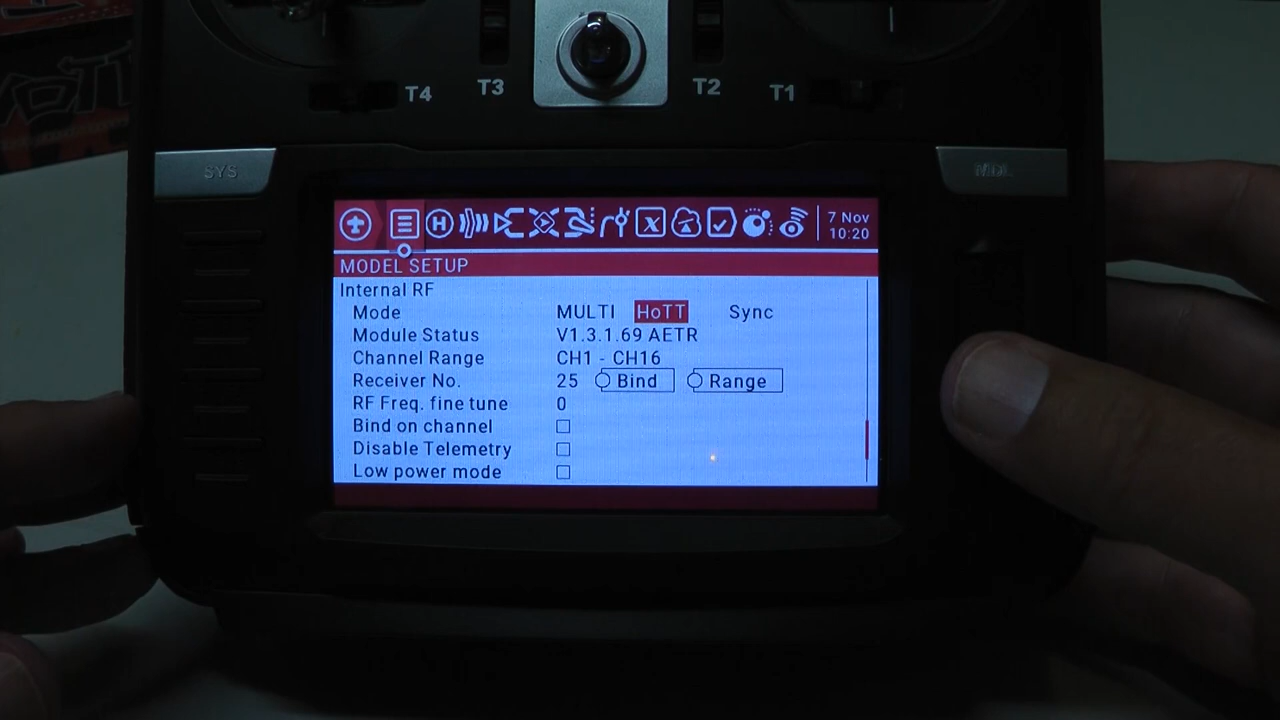 T4 T3 T2 T1
SYS MDL
7 Nov
10:20
MODEL SETUP
Internal RF
Mode MULTI HoTT Sync
Module Status V1.3.1.69 AETR
Channel Range CH1 - CH16
Receiver No. 25 Bind Range
RF Freq. fine tune 0
Bind on channel
Disable Telemetry
Low power mode